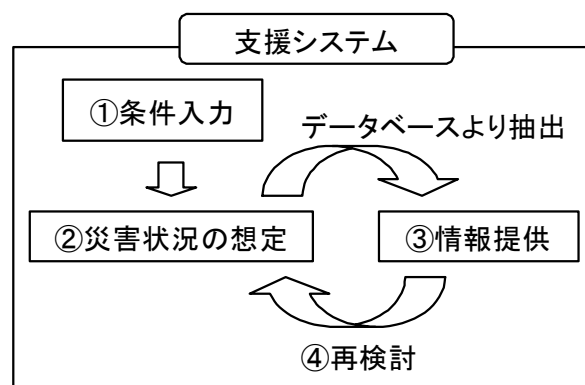 支援システム
①条件入力
データベースより抽出
②災害状況の想定
③情報提供
④再検討